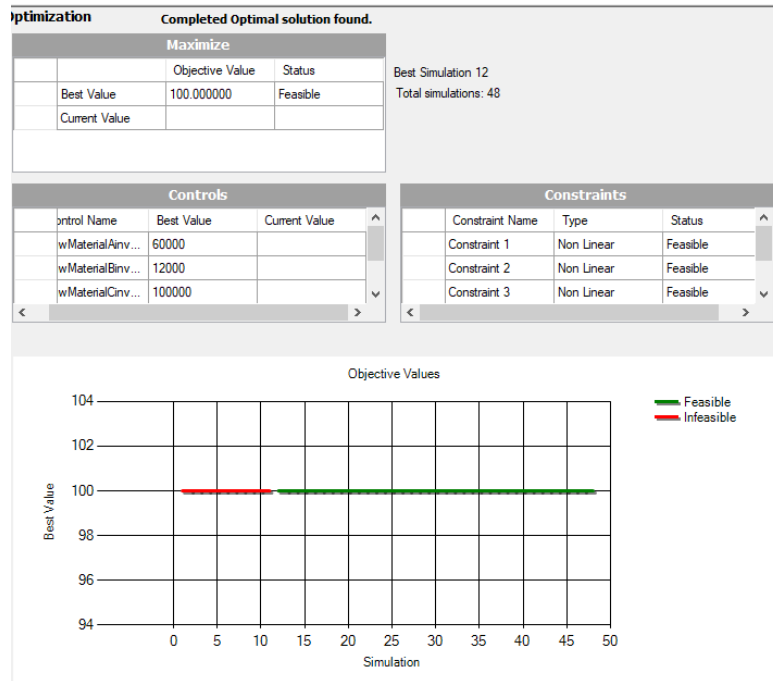 Optimization Completed Optimal solution found.
Maximize
Objective Value Status
Best Value 100.000000 Feasible
Current Value
Best Simulation 12
Total simulations: 48
Controls
ontrol Name Best Value Current Value
wMaterialAinv... 60000
wMaterialBinv... 12000
wMaterialCinv... 100000
Constraints
Constraint Name Type Status
Constraint 1 Non Linear Feasible
Constraint 2 Non Linear Feasible
Constraint 3 Non Linear Feasible
Objective Values
104
102
100
98
96
94
Best Value
0 5 10 15 20 25 30 35 40 45 50
Simulation
Feasible
Infeasible